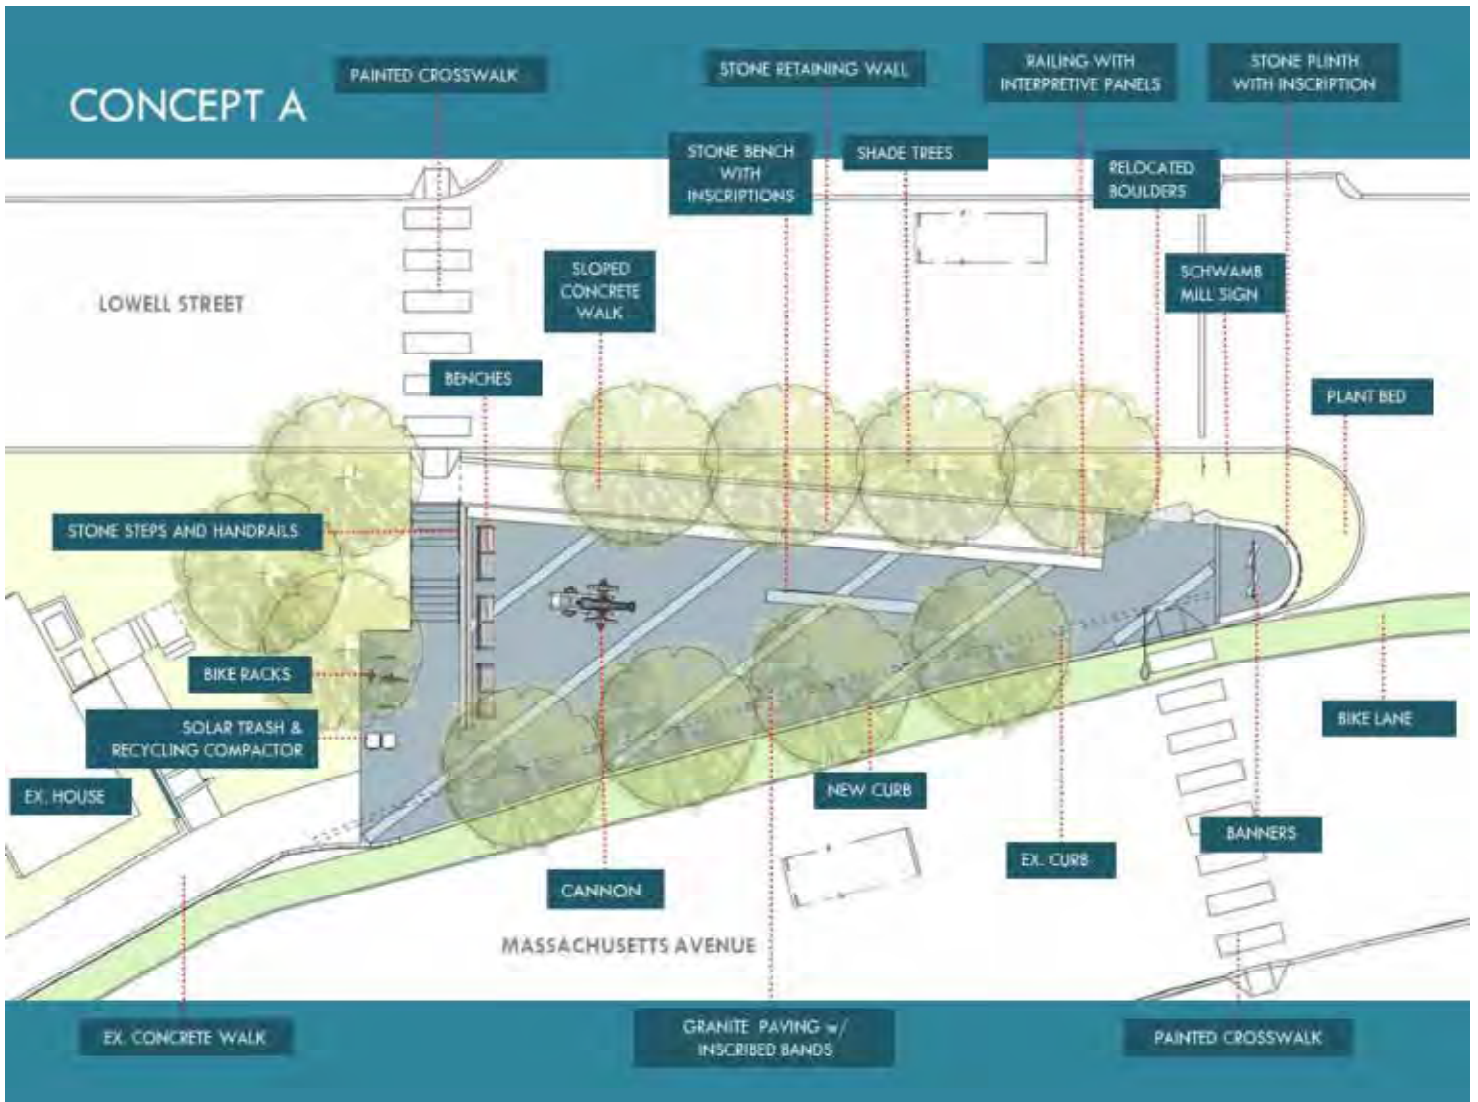 CONCEPT A
PAINTED CROSSWALK
STONE RETAINING WALL
RAILING WITH
INTERPRETIVE PANELS
STONE PLINTH
WITH INSCRIPTION
STONE BENCH
WITH
INSCRIPTIONS
SHADE TREES
RELOCATED
BOULDERS
LOWELL STREET
SLOPED
CONCRETE
WALK
SCHWAMB
MILL SIGN
BENCHES
PLANT BED
STONE STEPS AND HANDRAILS
BIKE RACKS
SOLAR TRASH &
RECYCLING COMPACTOR
BIKE LANE
EX. HOUSE
NEW CURB
BANNERS
EX. CURB
CANNON
MASSACHUSETTS AVENUE
EX. CONCRETE WALK
GRANITE PAVING w/
INSCRIBED BANDS
PAINTED CROSSWALK